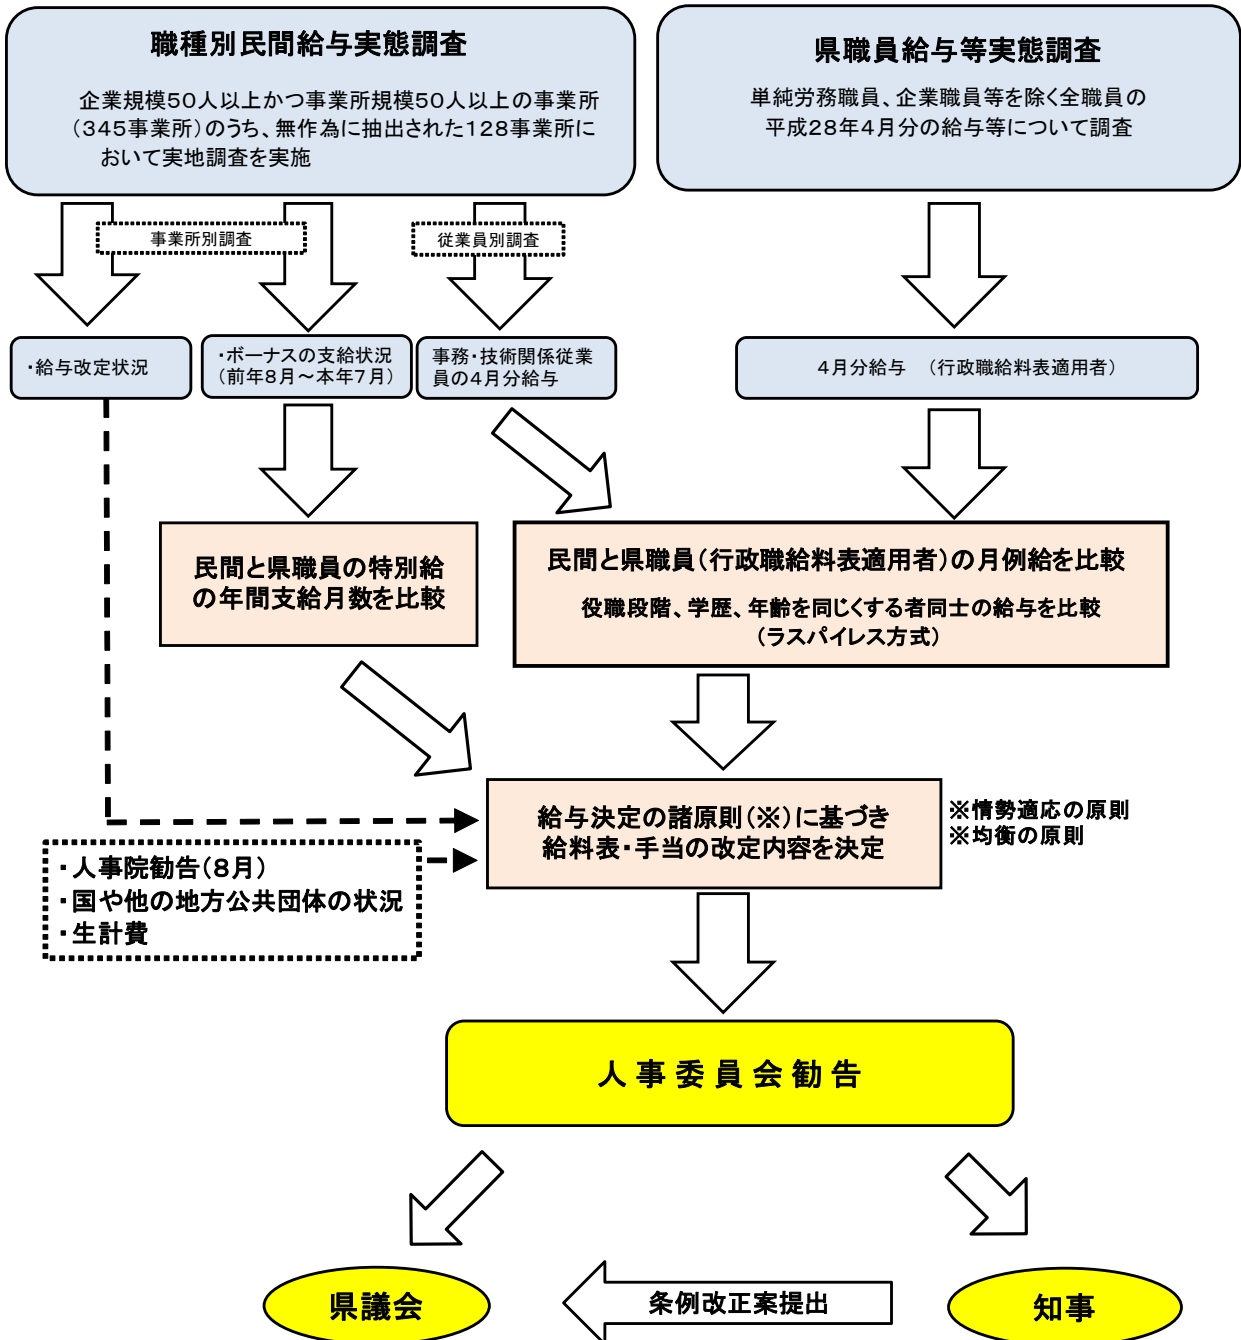 職種別民間給与実態調査
企業規模50人以上かつ事業所規模50人以上の事業所
（345事業所）のうち、無作為に抽出された128事業所に
おいて実地調査を実施
県職員給与等実態調査
単純労務職員、企業職員等を除く全職員の
平成28年4月分の給与等について調査
事業所別調査
従業員別調査
・給与改定状況
・ボーナスの支給状況
（前年8月～本年7月）
事務・技術関係従業
員の4月分給与
4月分給与　（行政職給料表適用者）
民間と県職員の特別給
の年間支給月数を比較
民間と県職員（行政職給料表適用者）の月例給を比較
役職段階、学歴、年齢を同じくする者同士の給与を比較
（ラスパイレス方式）
給与決定の諸原則（※）に基づき
給料表・手当の改定内容を決定
※情勢適応の原則
※均衡の原則
・人事院勧告（8月）
・国や他の地方公共団体の状況
・生計費
人事委員会勧告
県議会
条例改正案提出
知事